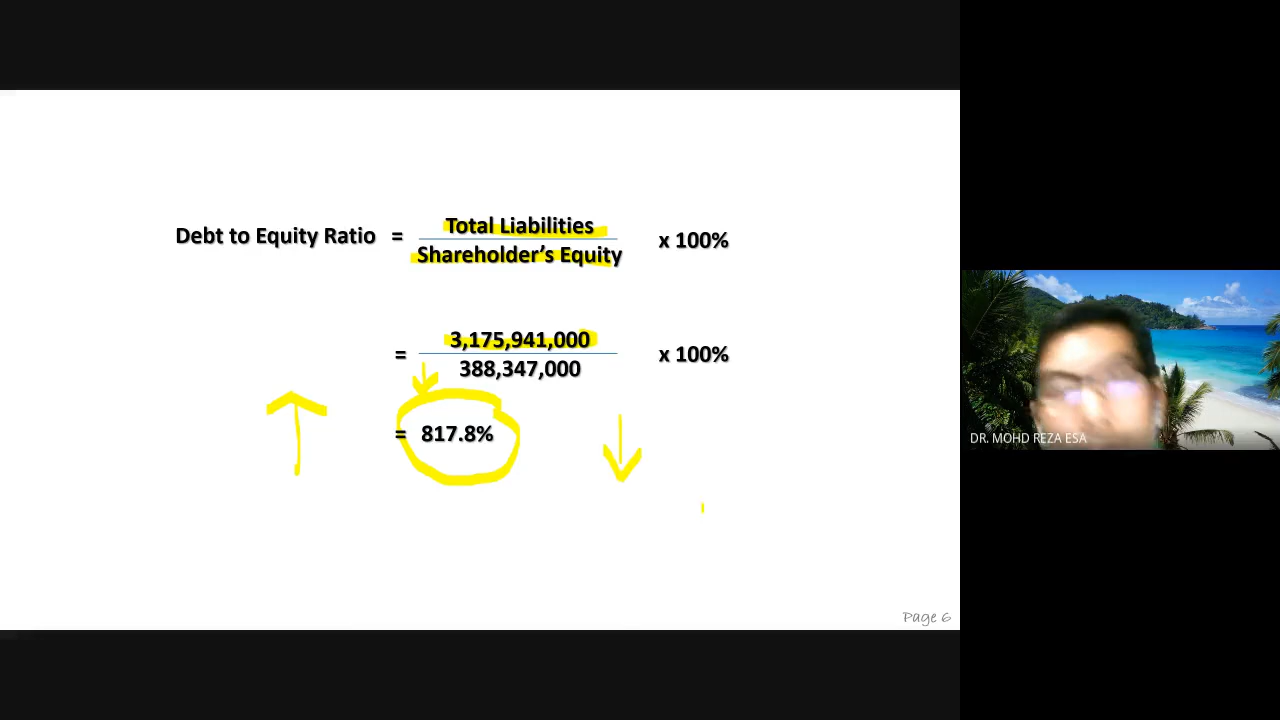 Debt to Equity Ratio = Total Liabilities
Shareholder’s Equity
x 100%
= 3,175,941,000
388,347,000
x 100%
= 817.8%
Page 6
DR. MOHD REZA ESA